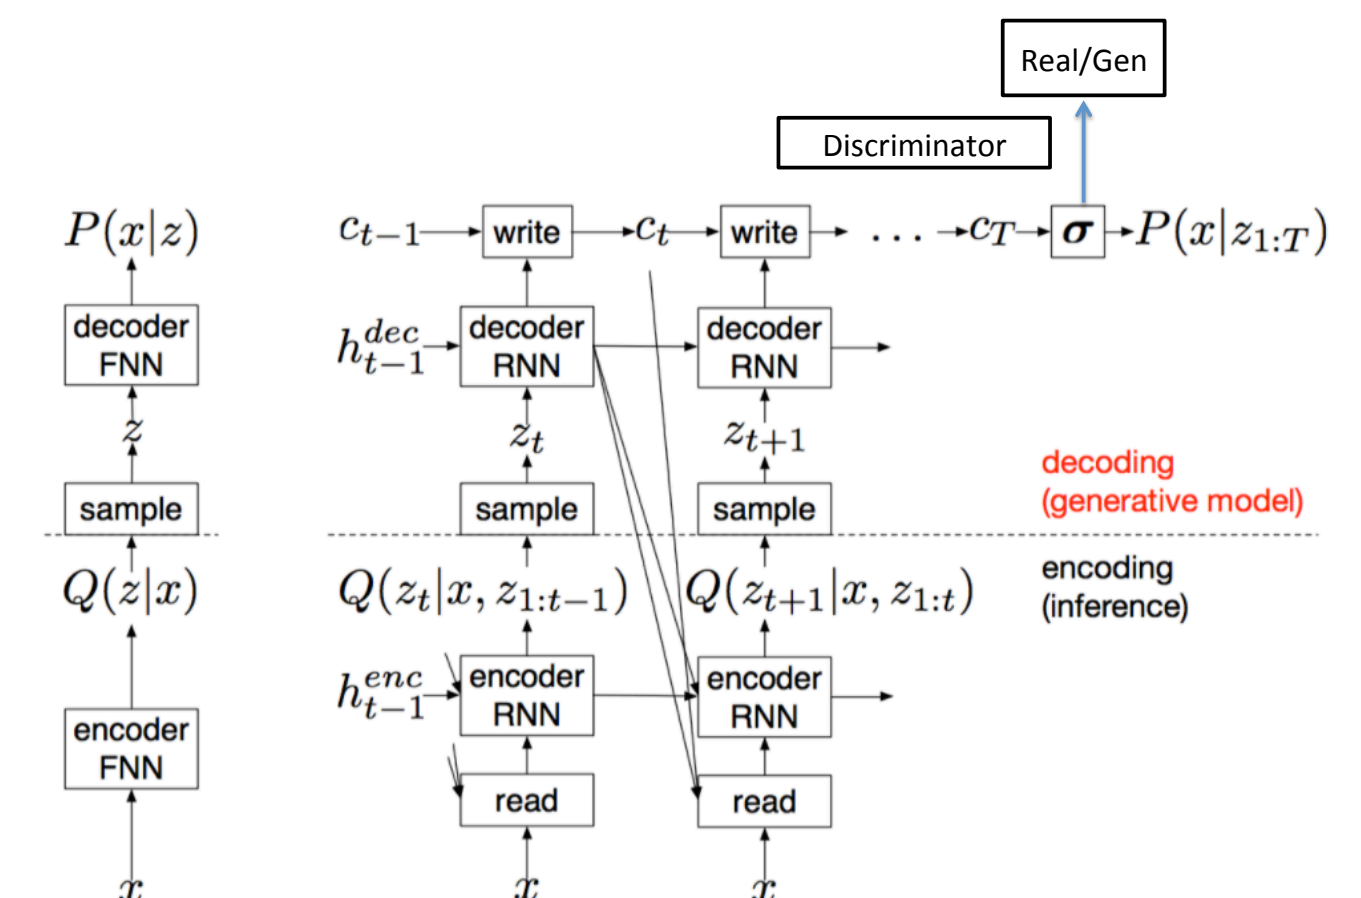 Real/Gen
Discriminator
P(x|z)
c_{t−1} write c_t write ... c_T σ P(x|z_{1:T})
decoder
FNN
h_{t−1}^{dec}
decoder
RNN
decoder
RNN
z
z_t
z_{t+1}
sample
sample
sample
decoding
(generative model)
Q(z|x)
Q(z_t|x, z_{1:t−1})
Q(z_{t+1}|x, z_{1:t})
encoding
(inference)
h_{t−1}^{enc}
encoder
RNN
encoder
RNN
encoder
FNN
read
read
x
x
x